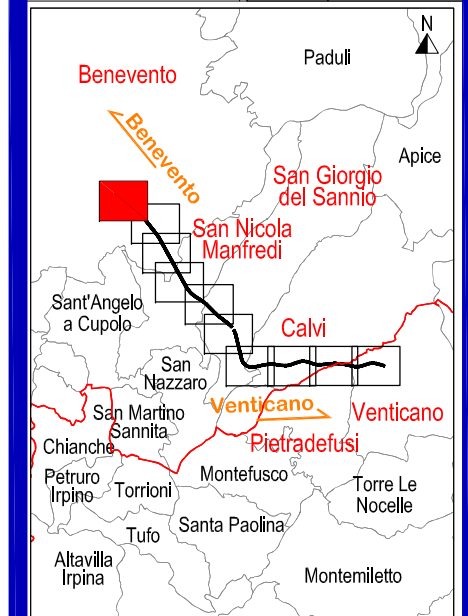 N
Paduli
Benevento
Benevento
Apice
San Giorgio
del Sannio
San Nicola
Manfredi
Sant'Angelo
a Cupolo
Calvi
San
Nazzaro
Venticano
Venticano
San Martino
Sannita
Pietradefusi
Chianche
Montefusco
Petruro
Irpino
Torrioni
Torre Le
Nocelle
Santa Paolina
Tufo
Altavilla
Irpina
Montemiletto